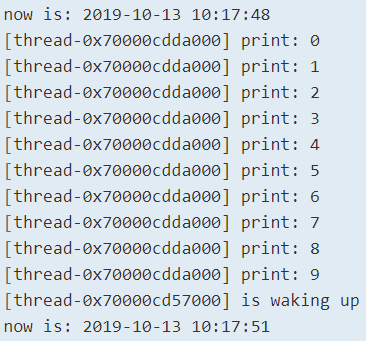 now is: 2019-10-13 10:17:48
[thread-0x70000cdda000] print: 0
[thread-0x70000cdda000] print: 1
[thread-0x70000cdda000] print: 2
[thread-0x70000cdda000] print: 3
[thread-0x70000cdda000] print: 4
[thread-0x70000cdda000] print: 5
[thread-0x70000cdda000] print: 6
[thread-0x70000cdda000] print: 7
[thread-0x70000cdda000] print: 8
[thread-0x70000cdda000] print: 9
[thread-0x70000cd57000] is waking up
now is: 2019-10-13 10:17:51